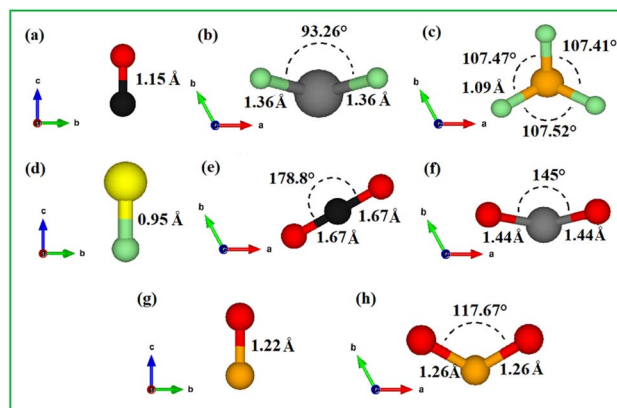 (a)
1.15 Å
c
b
(b)
93.26°
1.36 Å
1.36 Å
b
a
(c)
107.47°
107.41°
1.09 Å
107.52°
b
a
(d)
0.95 Å
c
b
(e)
178.8°
1.67 Å
1.67 Å
b
a
(f)
145°
1.44 Å
1.44 Å
b
a
(g)
1.22 Å
c
b
(h)
117.67°
1.26 Å
1.26 Å
b
a